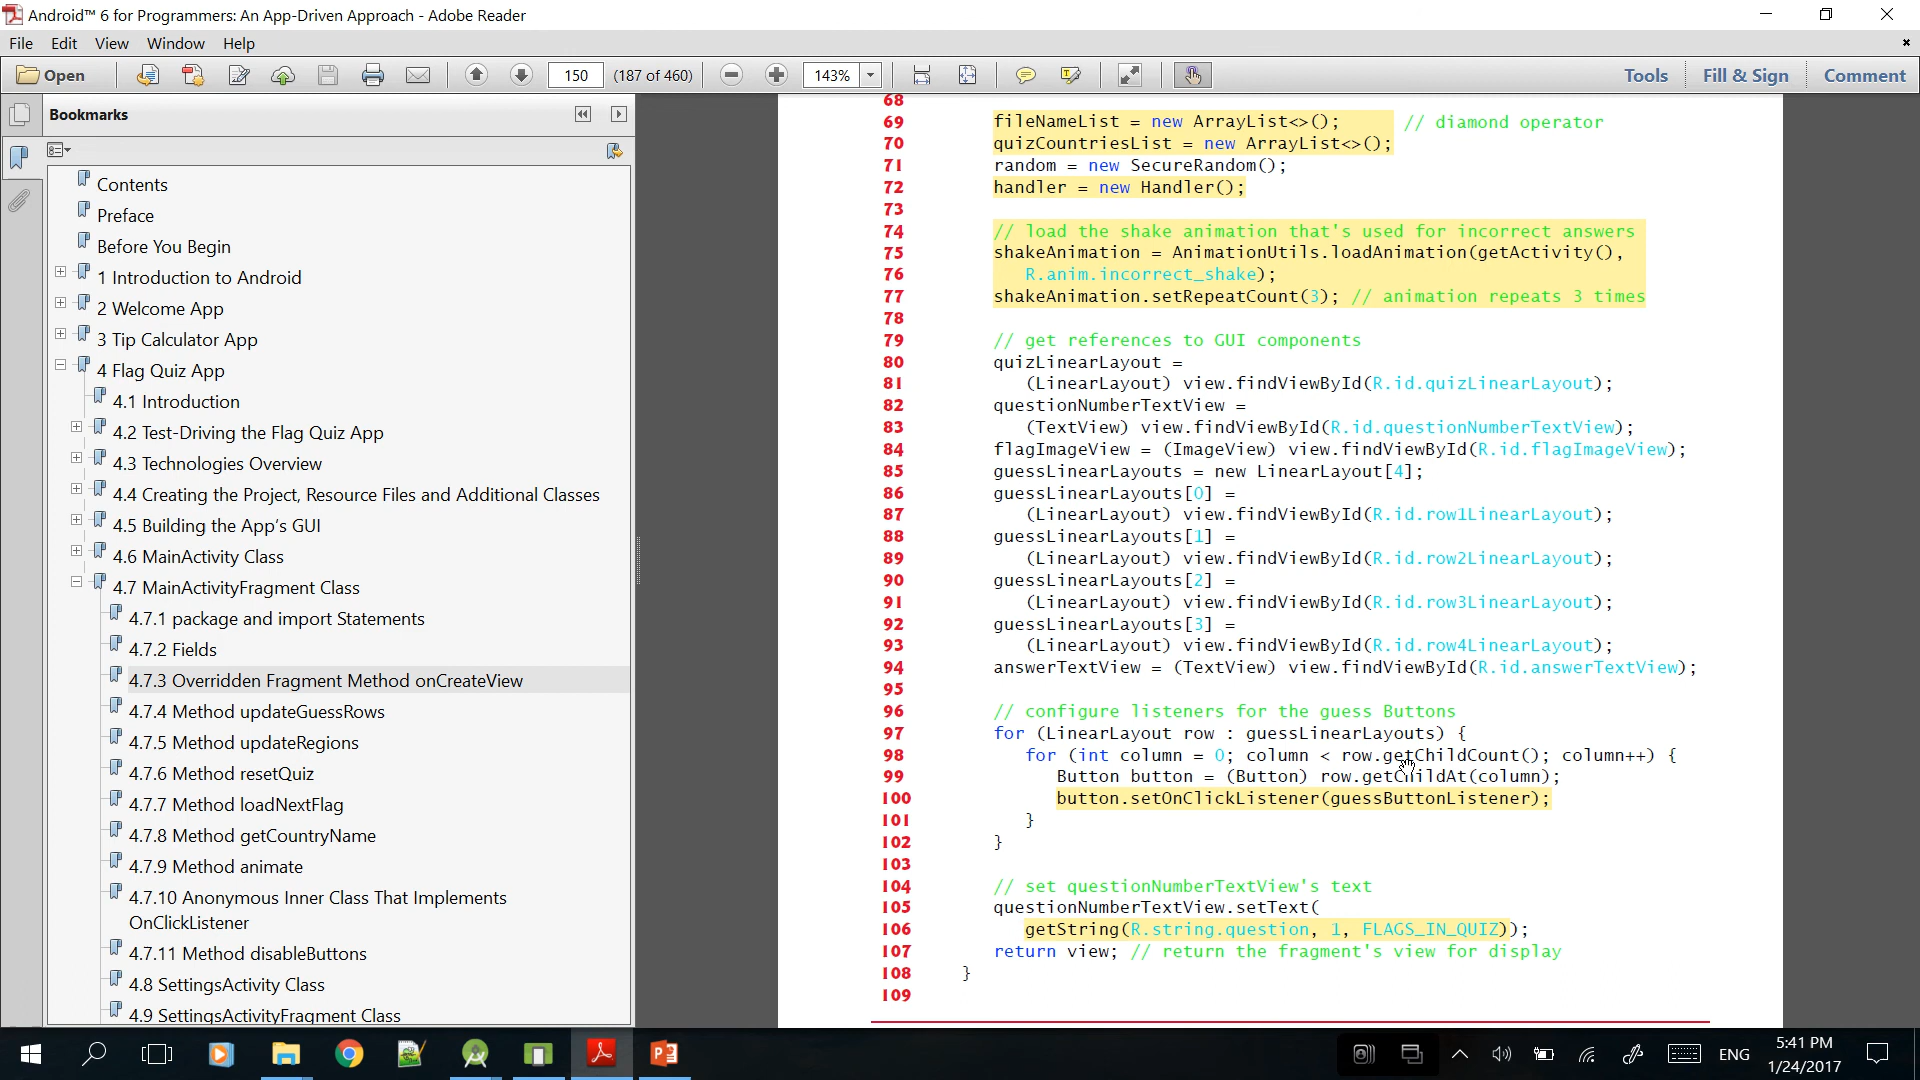 Android™ 6 for Programmers: An App-Driven Approach - Adobe Reader
File Edit View Window Help
Open 150 (187 of 460) 143% Tools Fill & Sign Comment
Bookmarks
Contents
Preface
Before You Begin
1 Introduction to Android
2 Welcome App
3 Tip Calculator App
4 Flag Quiz App
4.1 Introduction
4.2 Test-Driving the Flag Quiz App
4.3 Technologies Overview
4.4 Creating the Project, Resource Files and Additional Classes
4.5 Building the App's GUI
4.6 MainActivity Class
4.7 MainActivityFragment Class
4.7.1 package and import Statements
4.7.2 Fields
4.7.3 Overridden Fragment Method onCreateView
4.7.4 Method updateGuessRows
4.7.5 Method updateRegions
4.7.6 Method resetQuiz
4.7.7 Method loadNextFlag
4.7.8 Method getCountryName
4.7.9 Method animate
4.7.10 Anonymous Inner Class That Implements
OnClickListener
4.7.11 Method disableButtons
4.8 SettingsActivity Class
4.9 SettingsActivityFragment Class
68
69 fileNameList = new ArrayList<>(); // diamond operator
70 quizCountriesList = new ArrayList<>();
71 random = new SecureRandom();
72 handler = new Handler();
73
74 // load the shake animation that's used for incorrect answers
75 shakeAnimation = AnimationUtils.loadAnimation(getActivity(),
76 R.anim.incorrect_shake);
77 shakeAnimation.setRepeatCount(3); // animation repeats 3 times
78
79 // get references to GUI components
80 quizLinearLayout =
81 (LinearLayout) view.findViewById(R.id.quizLinearLayout);
82 questionNumberTextView =
83 (TextView) view.findViewById(R.id.questionNumberTextView);
84 flagImageView = (ImageView) view.findViewById(R.id.flagImageView);
85 guessLinearLayouts = new LinearLayout[4];
86 guessLinearLayouts[0] =
87 (LinearLayout) view.findViewById(R.id.row1LinearLayout);
88 guessLinearLayouts[1] =
89 (LinearLayout) view.findViewById(R.id.row2LinearLayout);
90 guessLinearLayouts[2] =
91 (LinearLayout) view.findViewById(R.id.row3LinearLayout);
92 guessLinearLayouts[3] =
93 (LinearLayout) view.findViewById(R.id.row4LinearLayout);
94 answerTextView = (TextView) view.findViewById(R.id.answerTextView);
95
96 // configure listeners for the guess Buttons
97 for (LinearLayout row : guessLinearLayouts) {
98 for (int column = 0; column < row.getChildCount(); column++) {
99 Button button = (Button) row.getChildAt(column);
100 button.setOnClickListener(guessButtonListener);
101 }
102 }
103
104 // set questionNumberTextView's text
105 questionNumberTextView.setText(
106 getString(R.string.question, 1, FLAGS_IN_QUIZ));
107 return view; // return the fragment's view for display
108 }
109
ENG 5:41 PM
1/24/2017